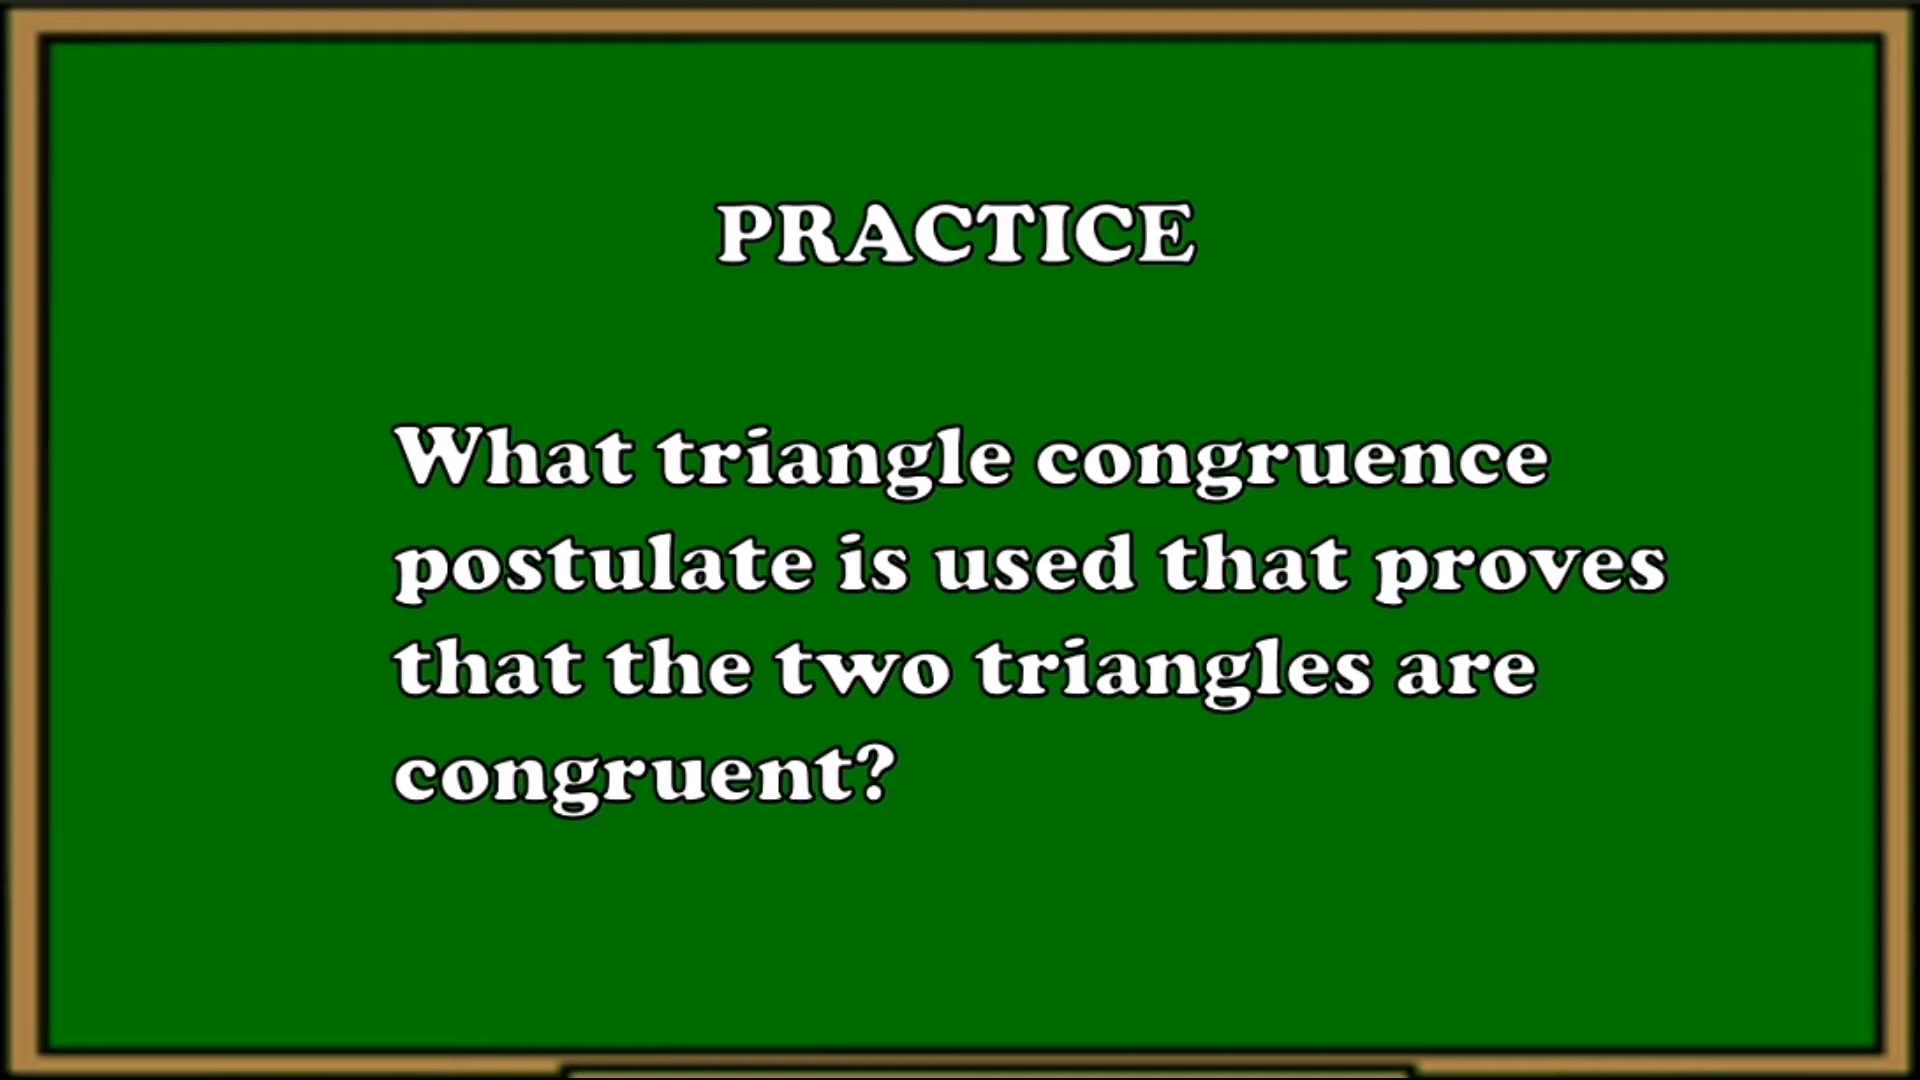 PRACTICE
What triangle congruence
postulate is used that proves
that the two triangles are
congruent?